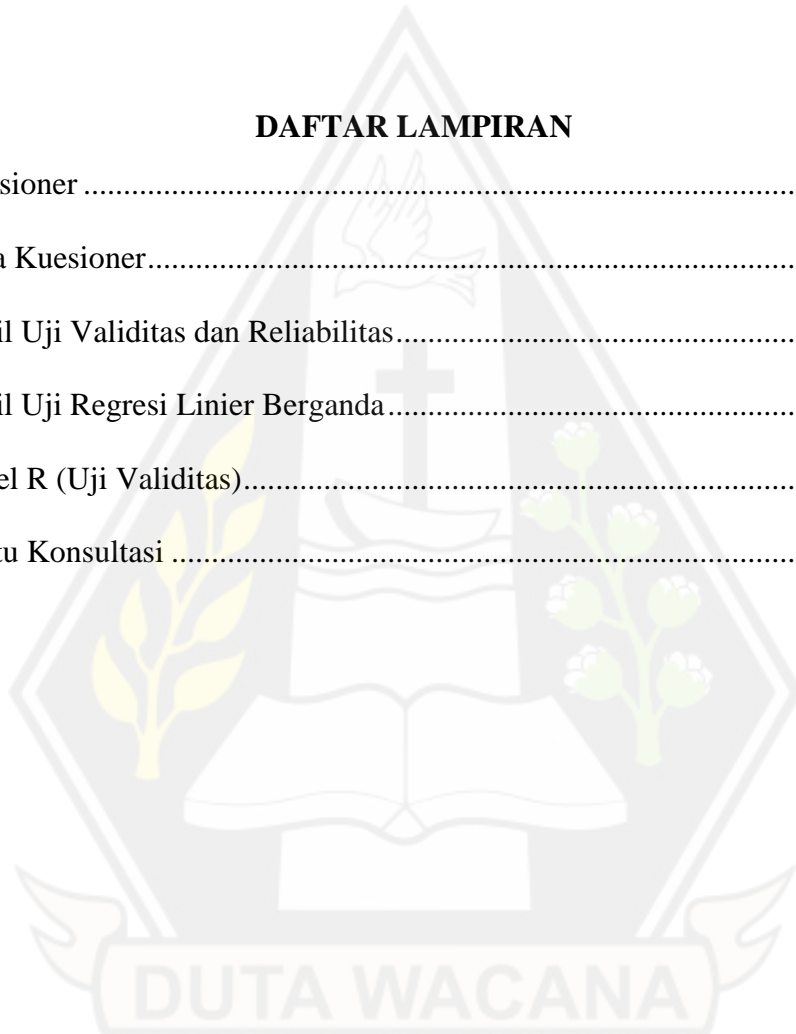 DAFTAR LAMPIRAN
sioner ........................................................................................
a Kuesioner.................................................................................
il Uji Validitas dan Reliabilitas..................................................
il Uji Regresi Linier Berganda...................................................
el R (Uji Validitas).....................................................................
tu Konsultasi ..............................................................................
DUTA WACANA